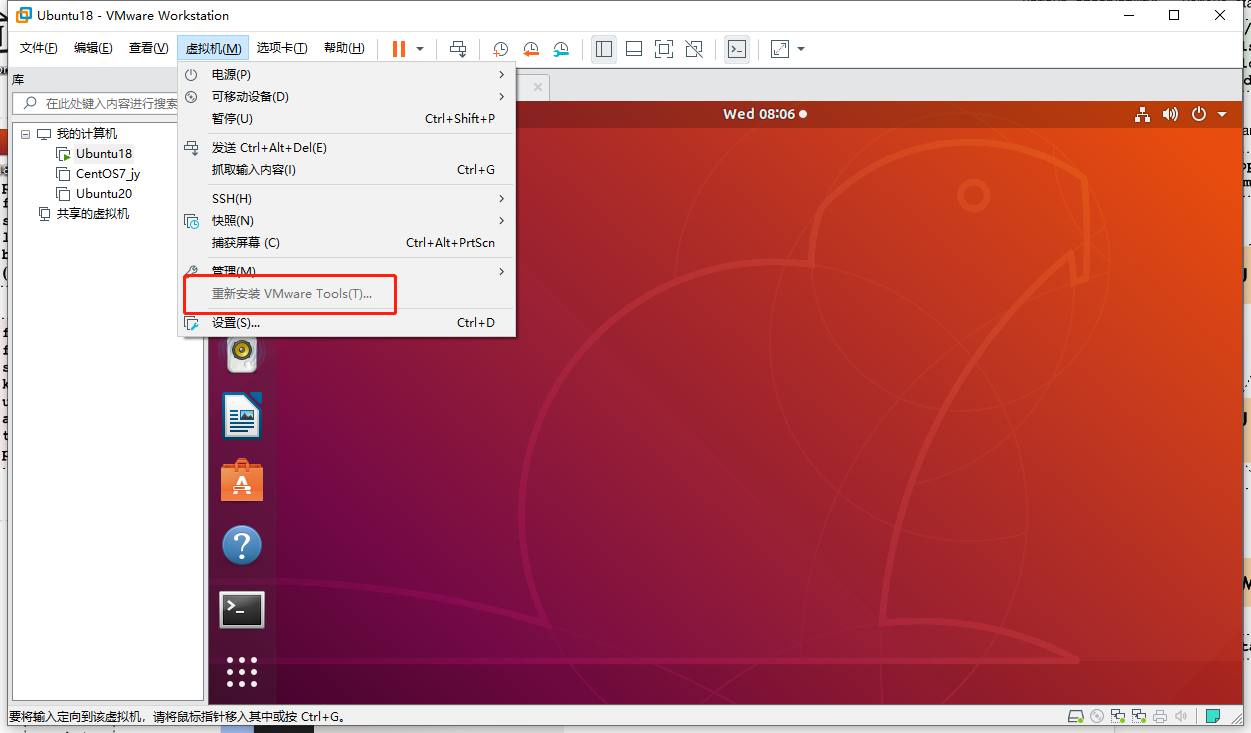 Ubuntu18 - VMware Workstation
文件(F) 编辑(E) 查看(V) 虚拟机(M) 选项卡(T) 帮助(H)
库
在此处键入内容进行搜索
我的计算机
Ubuntu18
CentOS7_jy
Ubuntu20
共享的虚拟机
电源(P)
可移动设备(D)
暂停(U) Ctrl+Shift+P
发送 Ctrl+Alt+Del(E)
抓取输入内容(I) Ctrl+G
SSH(H)
快照(N)
捕获屏幕 (C) Ctrl+Alt+PrtScn
管理(M)
重新安装 VMware Tools(T)...
设置(S)... Ctrl+D
Wed 08:06
要将输入定向到该虚拟机，请将鼠标指针移入其中或按 Ctrl+G。